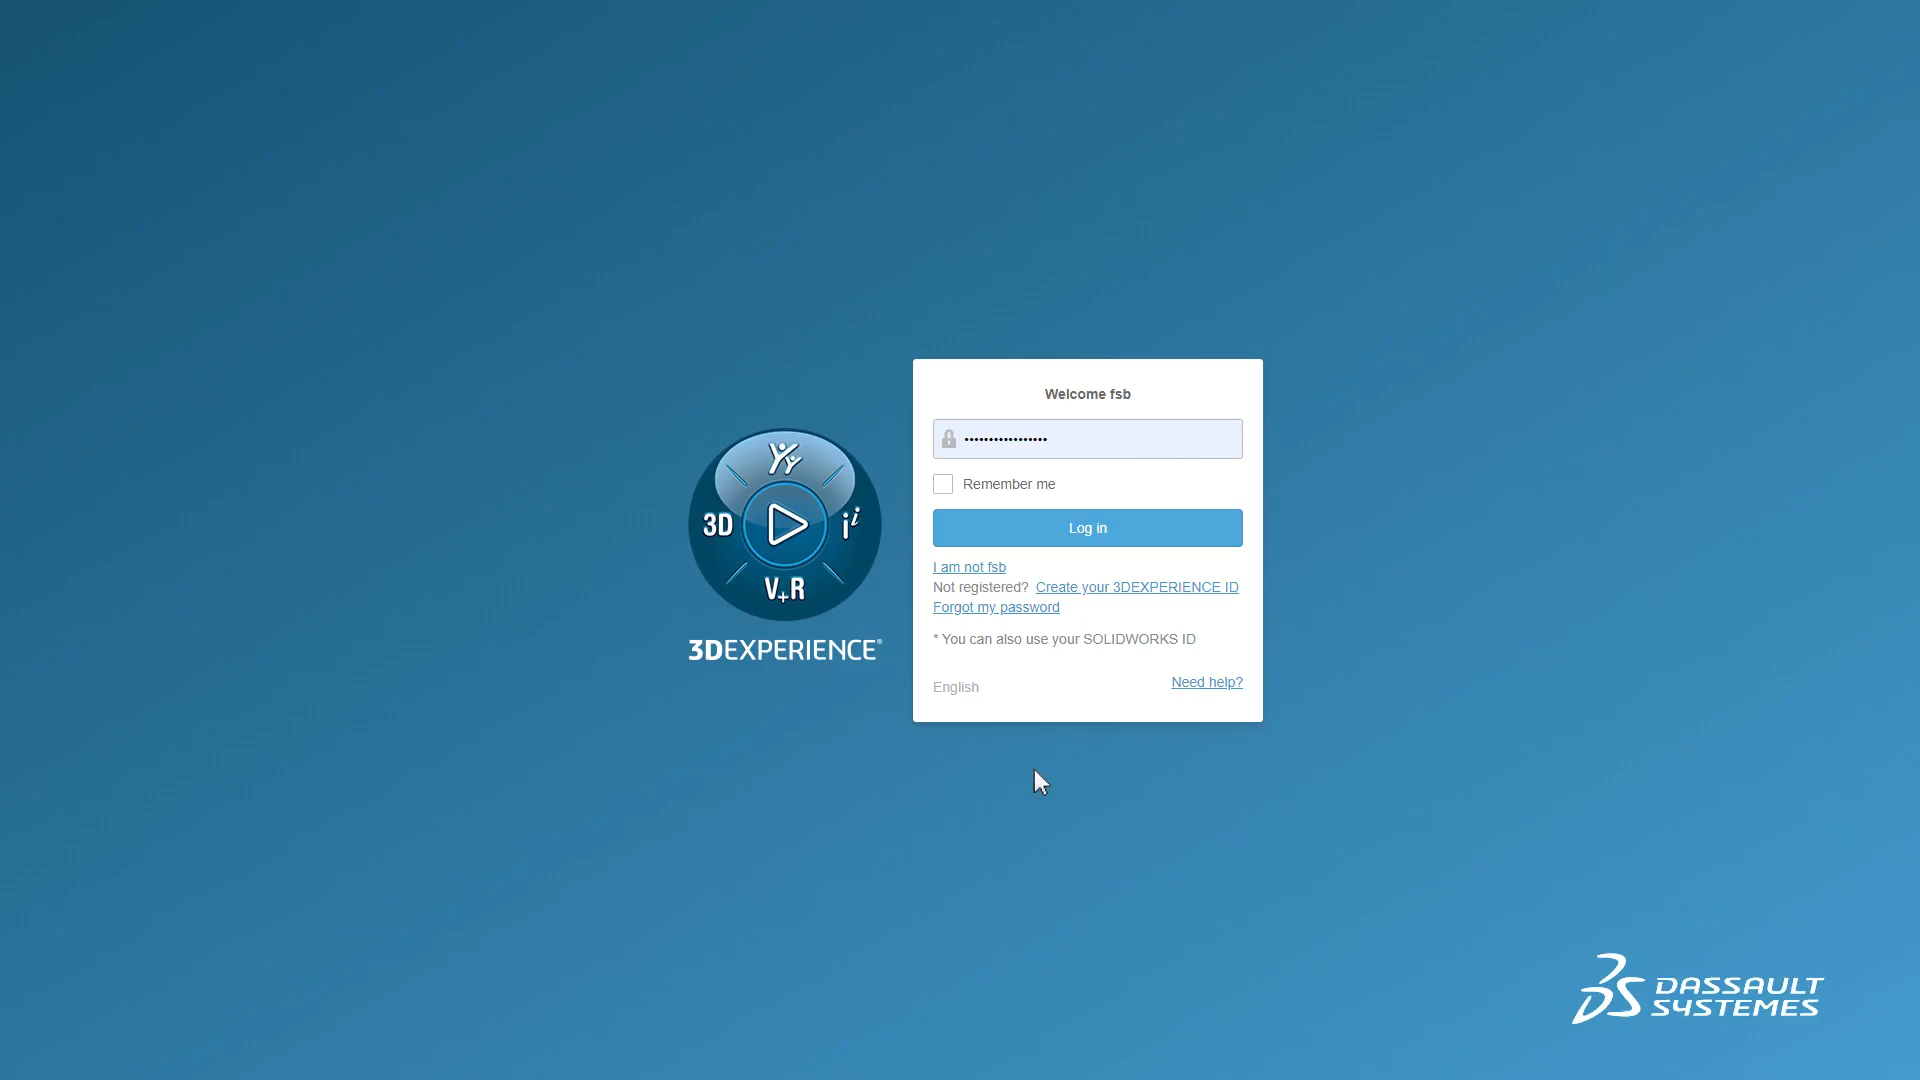 Welcome fsb
•••••••••••••••••
Remember me
Log in
I am not fsb
Not registered? Create your 3DEXPERIENCE ID
Forgot my password
* You can also use your SOLIDWORKS ID
English
Need help?
3D
i i
V+R
3DEXPERIENCE®
DASSAULT
SYSTEMES